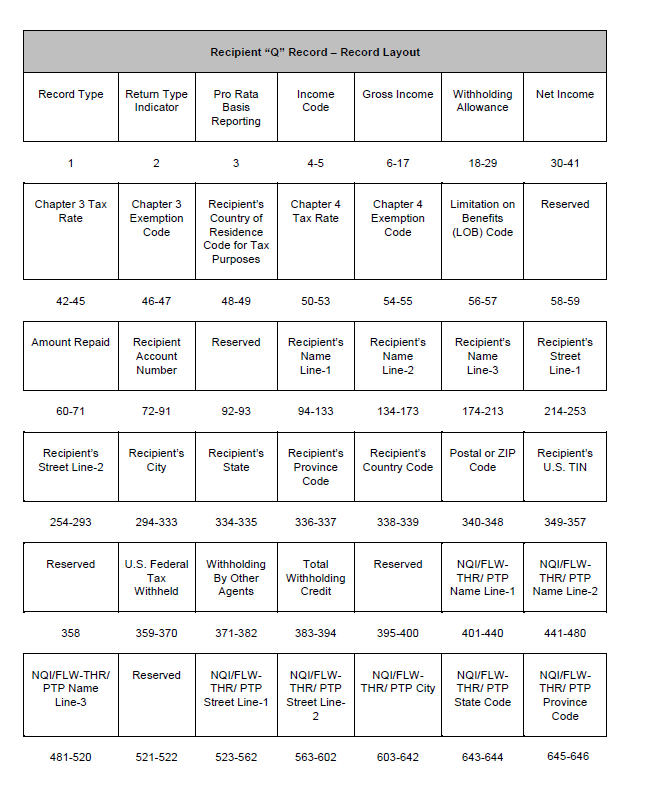 Recipient “Q” Record – Record Layout
Record Type
Return Type
Indicator
Pro Rata
Basis
Reporting
Income
Code
Gross Income
Withholding
Allowance
Net Income
1
2
3
4-5
6-17
18-29
30-41
Chapter 3 Tax
Rate
Chapter 3
Exemption
Code
Recipient’s
Country of
Residence
Code for Tax
Purposes
Chapter 4
Tax Rate
Chapter 4
Exemption
Code
Limitation on
Benefits
(LOB) Code
Reserved
42-45
46-47
48-49
50-53
54-55
56-57
58-59
Amount Repaid
Recipient
Account
Number
Reserved
Recipient’s
Name
Line-1
Recipient’s
Name
Line-2
Recipient’s
Name
Line-3
Recipient’s
Street
Line-1
60-71
72-91
92-93
94-133
134-173
174-213
214-253
Recipient’s
Street Line-2
Recipient’s
City
Recipient’s
State
Recipient’s
Province
Code
Recipient’s
Country Code
Postal or ZIP
Code
Recipient’s
U.S. TIN
254-293
294-333
334-335
336-337
338-339
340-348
349-357
Reserved
U.S. Federal
Tax
Withheld
Withholding
By Other
Agents
Total
Withholding
Credit
Reserved
NQI/FLW-
THR/ PTP
Name Line-1
NQI/FLW-
THR/ PTP
Name Line-2
358
359-370
371-382
383-394
395-400
401-440
441-480
NQI/FLW-THR/
PTP Name
Line-3
Reserved
NQI/FLW-
THR/ PTP
Street Line-1
NQI/FLW-
THR/ PTP
Street Line-
2
NQI/FLW-
THR/ PTP City
NQI/FLW-
THR/ PTP
State Code
NQI/FLW-
THR/ PTP
Province
Code
481-520
521-522
523-562
563-602
603-642
643-644
645-646